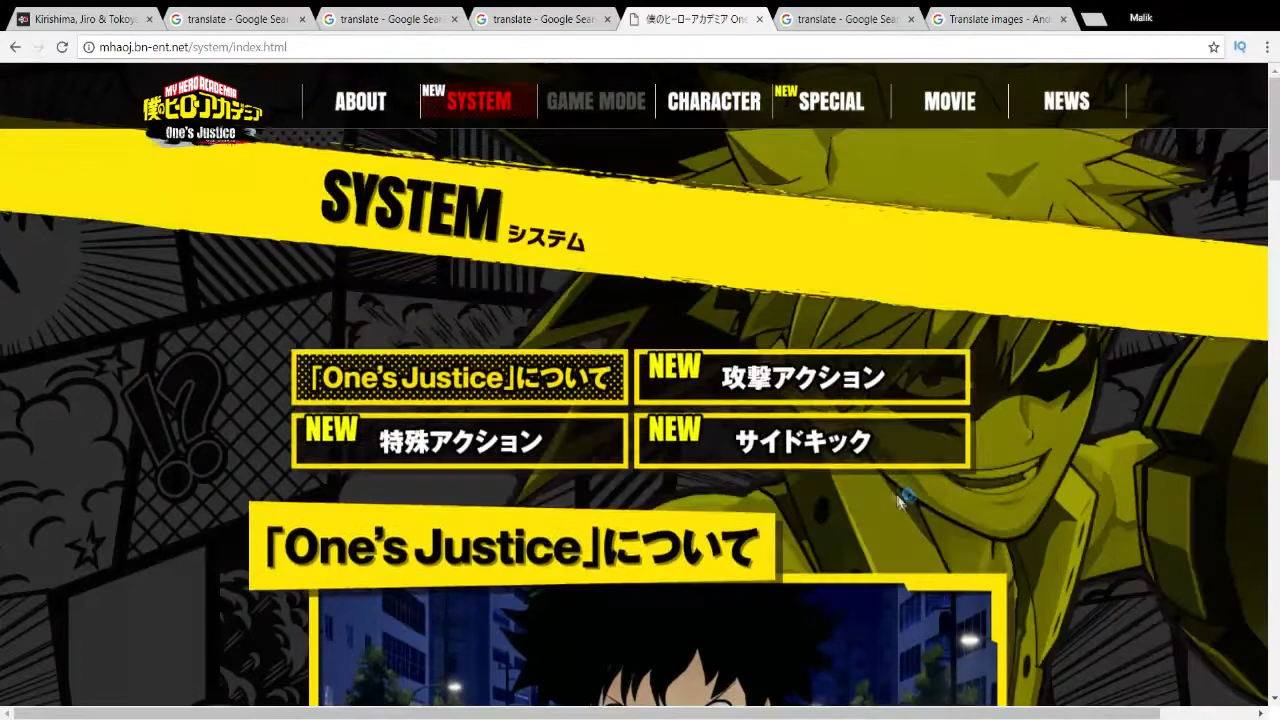 Kirishima, Jiro & Tokoya
translate - Google Sear
translate - Google Sear
translate - Google Sear
僕のヒーローアカデミア One
translate - Google Sear
Translate images - And
Malik
mhaoj.bn-ent.net/system/index.html
MY HERO ACADEMIA
僕のヒーローアカデミア
One's Justice
ABOUT
NEW SYSTEM
GAME MODE
CHARACTER
NEW SPECIAL
MOVIE
NEWS
SYSTEM システム
「One's Justice」について
NEW 攻撃アクション
NEW 特殊アクション
NEW サイドキック
「One's Justice」について